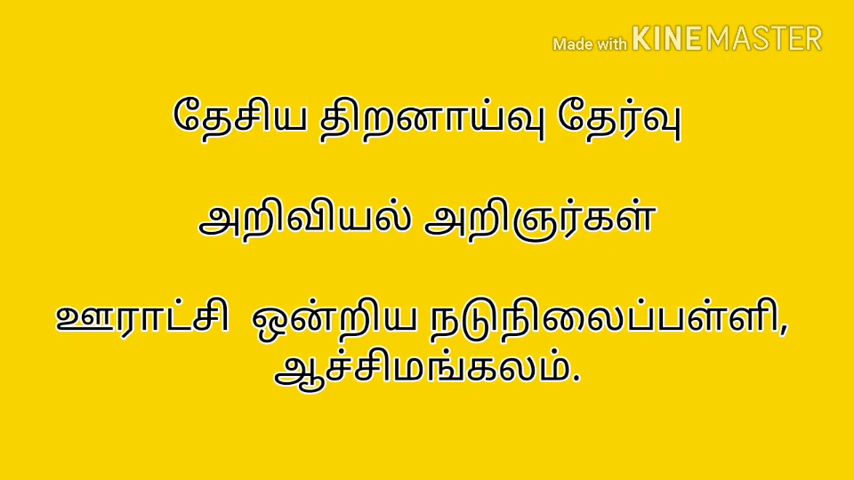 Made with KINEMASTER
தேசிய திறனாய்வு தேர்வு
அறிவியல் அறிஞர்கள்
ஊராட்சி ஒன்றிய நடுநிலைப்பள்ளி,
ஆச்சிமங்கலம்.